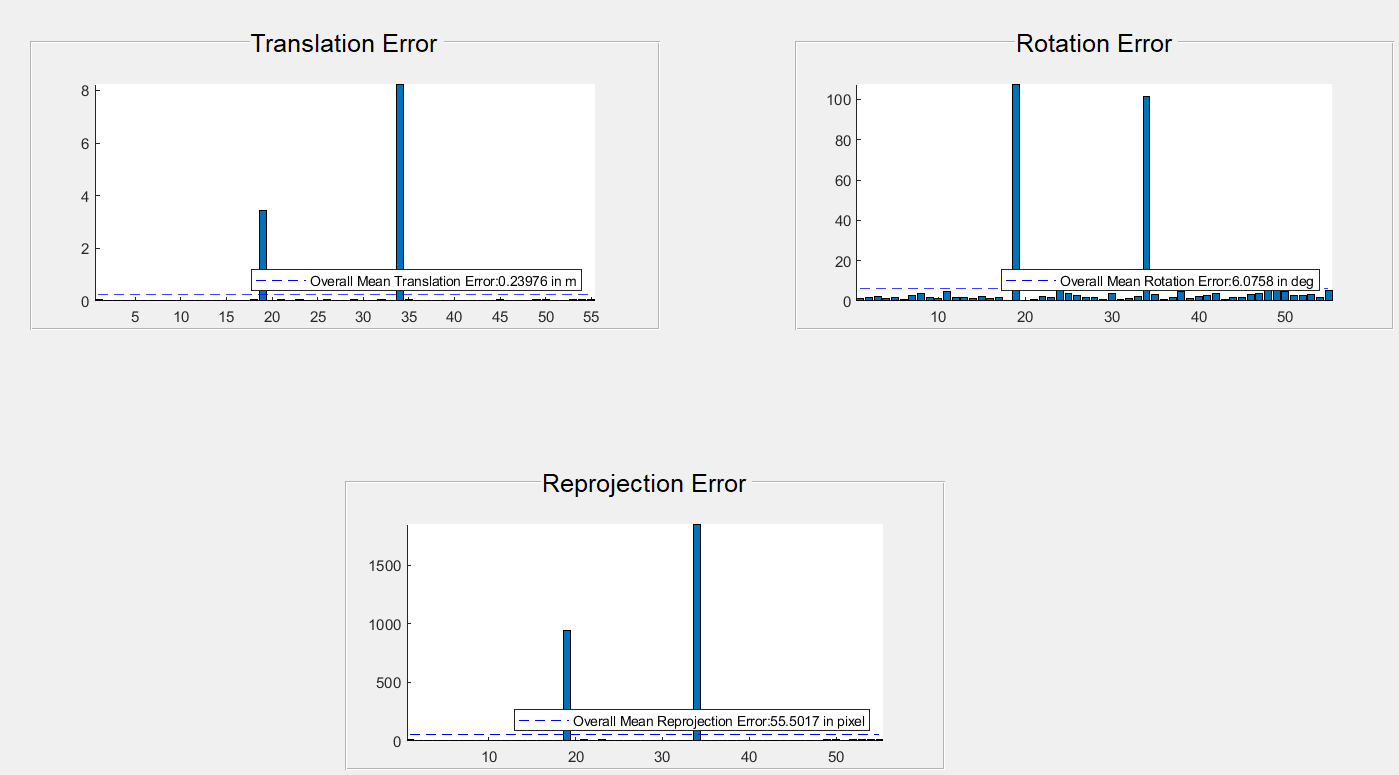 Translation Error
8
6
4
2
0
5 10 15 20 25 30 35 40 45 50 55
Overall Mean Translation Error:0.23976 in m
Rotation Error
100
80
60
40
20
0
10 20 30 40 50
Overall Mean Rotation Error:6.0758 in deg
Reprojection Error
1500
1000
500
0
10 20 30 40 50
Overall Mean Reprojection Error:55.5017 in pixel